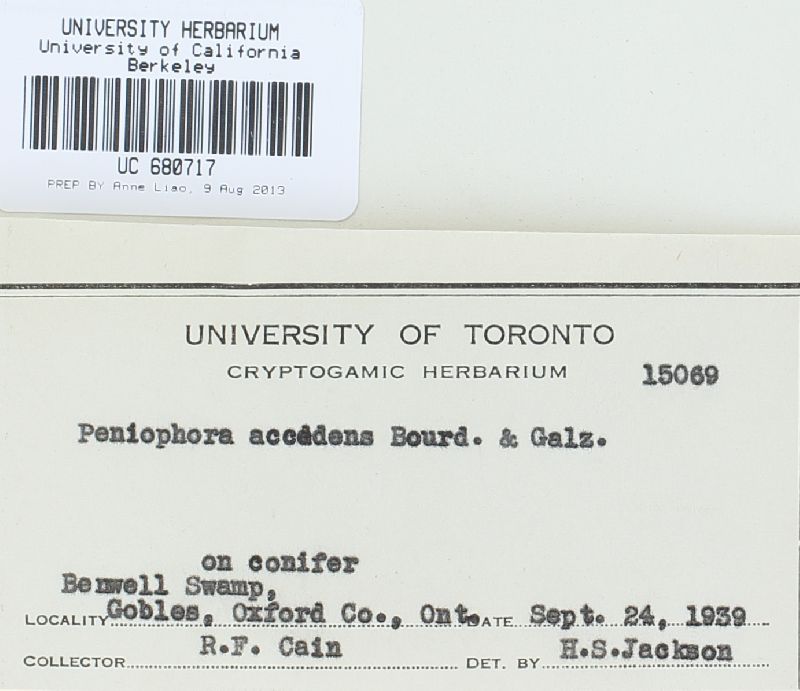 UNIVERSITY HERBARIUM
University of California
Berkeley
UC 680717
PREP BY Anne Liao, 9 Aug 2013
UNIVERSITY OF TORONTO
CRYPTOGAMIC HERBARIUM 15069
Peniophora accedens Bourd. & Galz.
on conifer
Benwell Swamp,
LOCALITY Gobles, Oxford Co., Ont. DATE Sept. 24, 1939
COLLECTOR R.F. Cain DET. BY H.S.Jackson